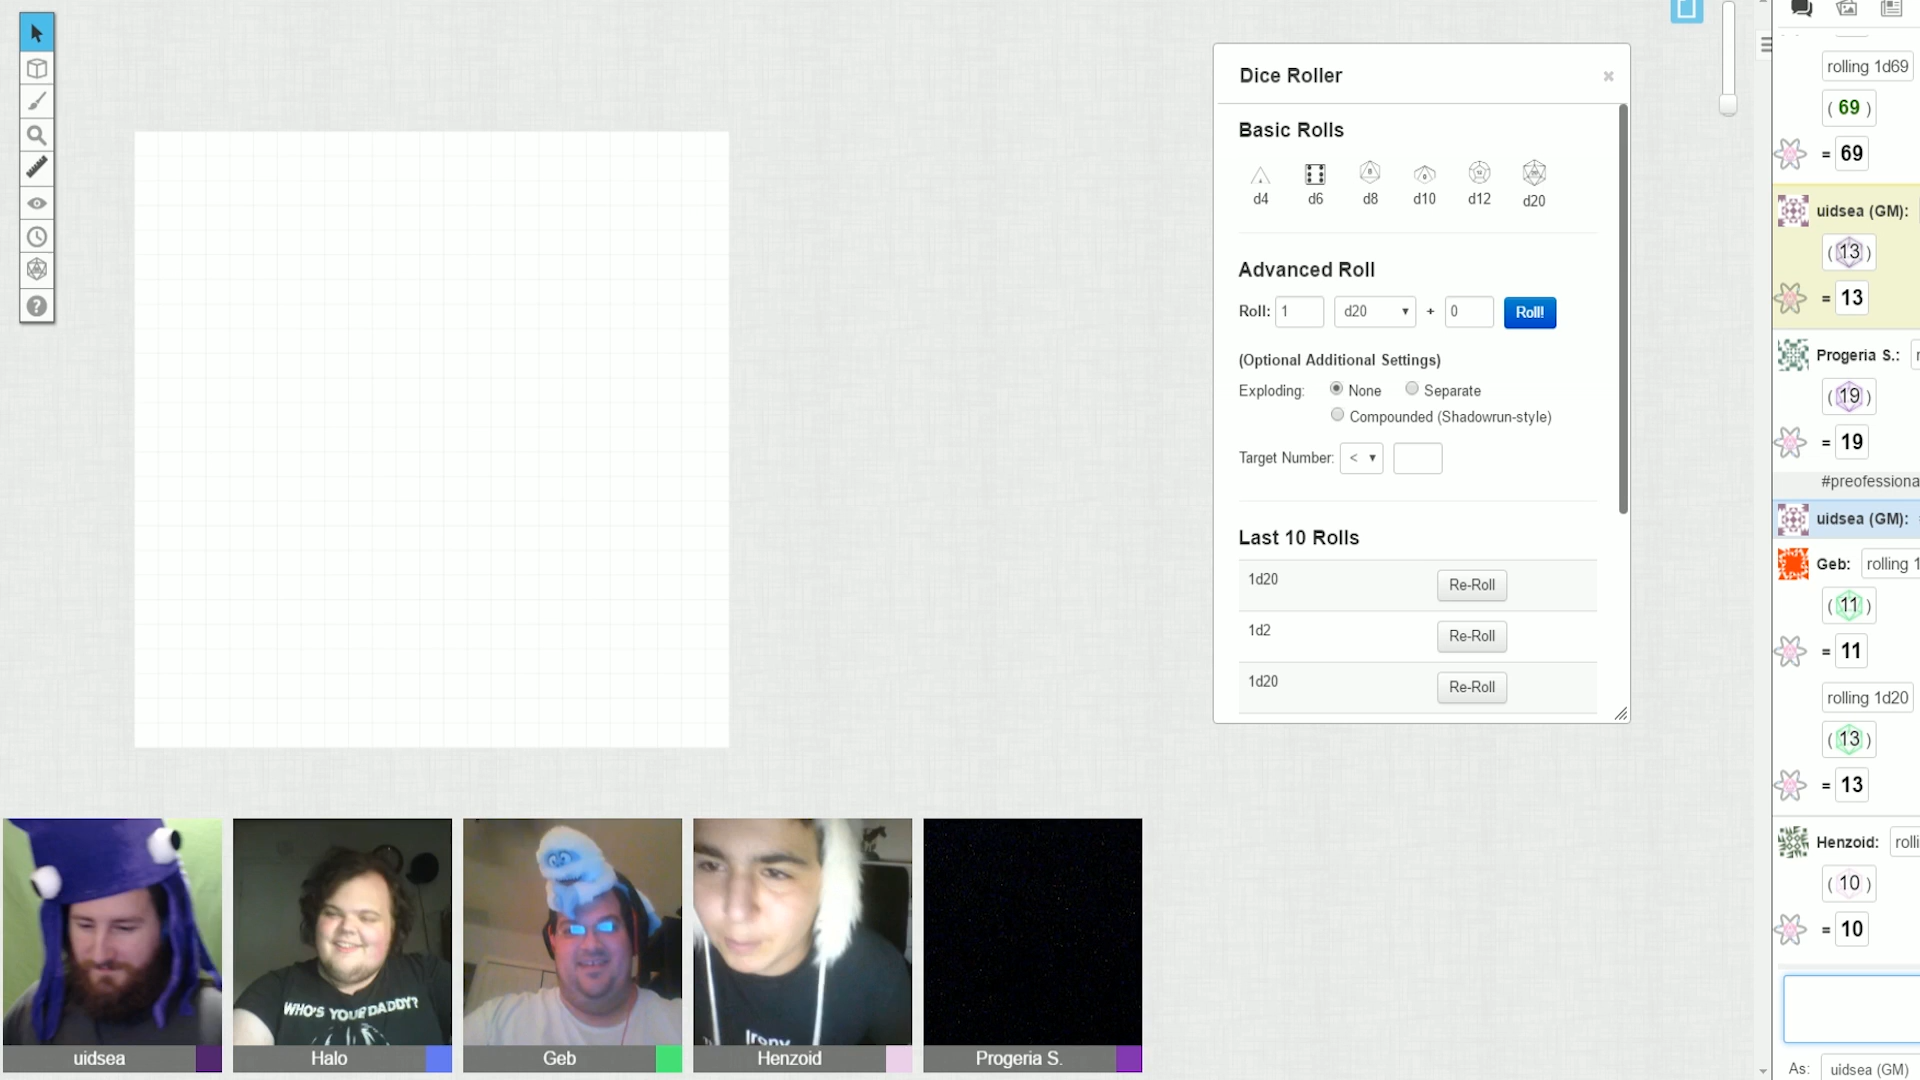 Dice Roller
Basic Rolls
d4 d6 d8 d10 d12 d20
Advanced Roll
Roll: 1 d20 + 0 Roll!
(Optional Additional Settings)
Exploding: None Separate
Compounded (Shadowrun-style)
Target Number: <
Last 10 Rolls
1d20 Re-Roll
1d2 Re-Roll
1d20 Re-Roll
rolling 1d69
(69)
= 69
uidsea (GM):
(13)
= 13
Progeria S.:
(19)
= 19
#preofessiona
uidsea (GM):
Geb: rolling 1
(11)
= 11
rolling 1d20
(13)
= 13
Henzoid: rolli
(10)
= 10
As: uidsea (GM)
WHO'S YOUR DADDY?
Irony
uidsea
Halo
Geb
Henzoid
Progeria S.